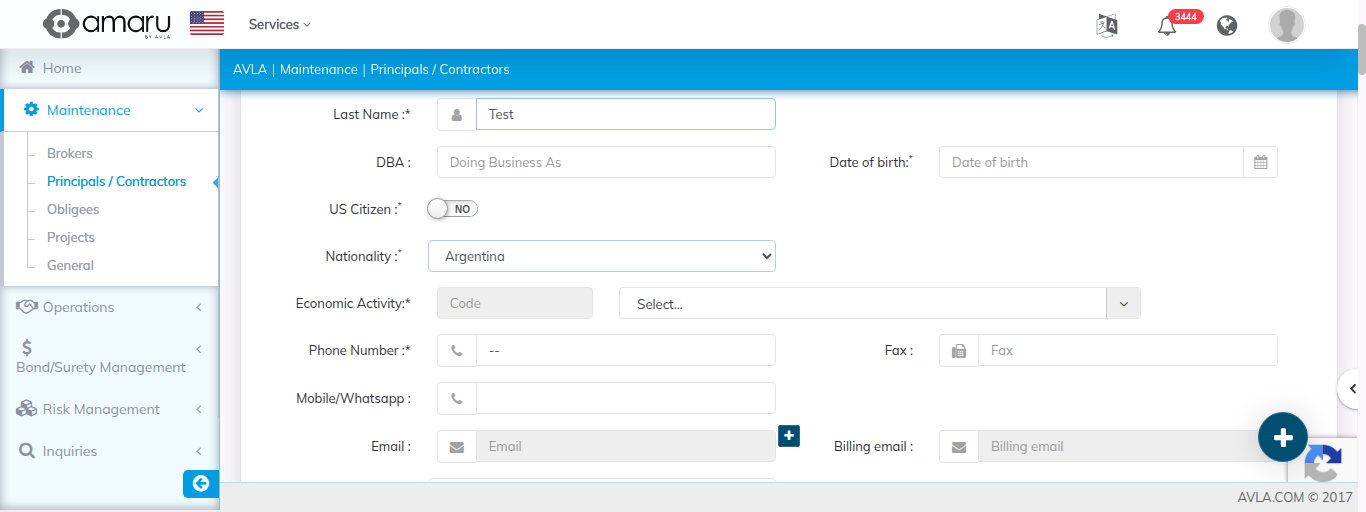 amaru
BY AVLA
Services
3444
Home
AVLA | Maintenance | Principals / Contractors
Maintenance
Brokers
Principals / Contractors
Obligees
Projects
General
Operations
Bond/Surety Management
Risk Management
Inquiries
Last Name :*
Test
DBA :
Doing Business As
Date of birth:*
Date of birth
US Citizen :*
NO
Nationality :*
Argentina
Economic Activity:*
Code
Select...
Phone Number :*
--
Fax :
Fax
Mobile/Whatsapp :
Email :
Email
Billing email :
Billing email
AVLA.COM © 2017